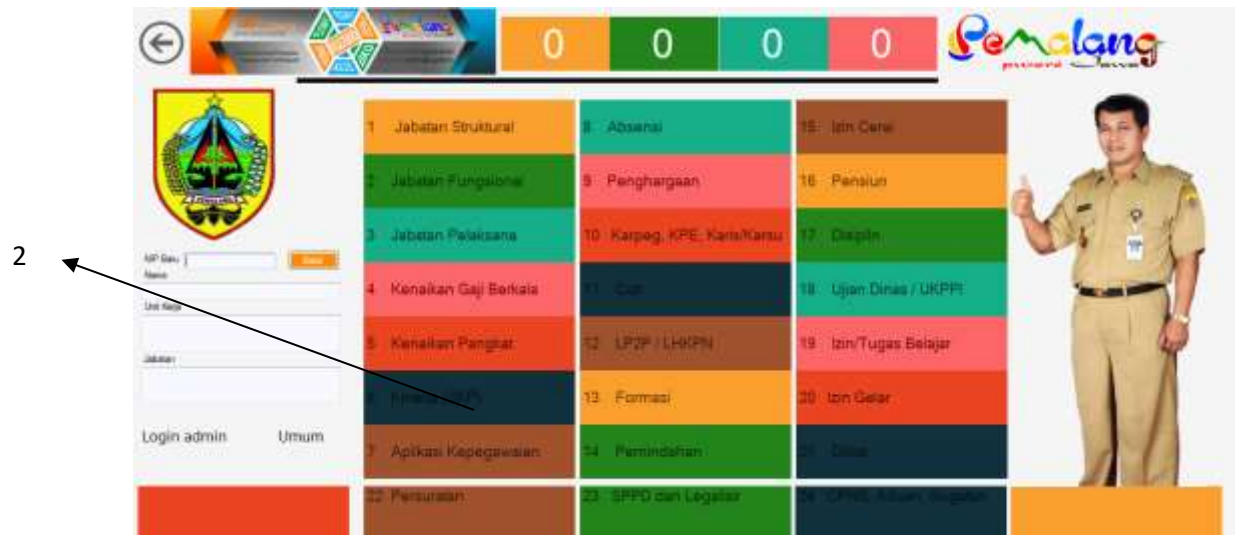 0 0 0 0
Pemalang
2
1 Jabatan Struktural
2 Jabatan Fungsional
3 Jabatan Pelaksana
4 Kenaikan Gaji Berkala
5 Kenaikan Pangkat
6
7 Aplikasi Kepegawaian
8 Absensi
9 Penghargaan
10 Karpeg, KPE, Karis/Karsu
11 Cuti
12 LP2P / LHKPN
13 Formasi
14 Pemindahan
15 Izin Cerai
16 Pensiun
17 Disiplin
18 Ujian Dinas / UKPPI
19 Izin/Tugas Belajar
20 Izin Gelar
22 Persuratan
23 SPPD dan Legalisir
NIP Baru
Nama
Unit Kerja
Jabatan
Login admin Umum